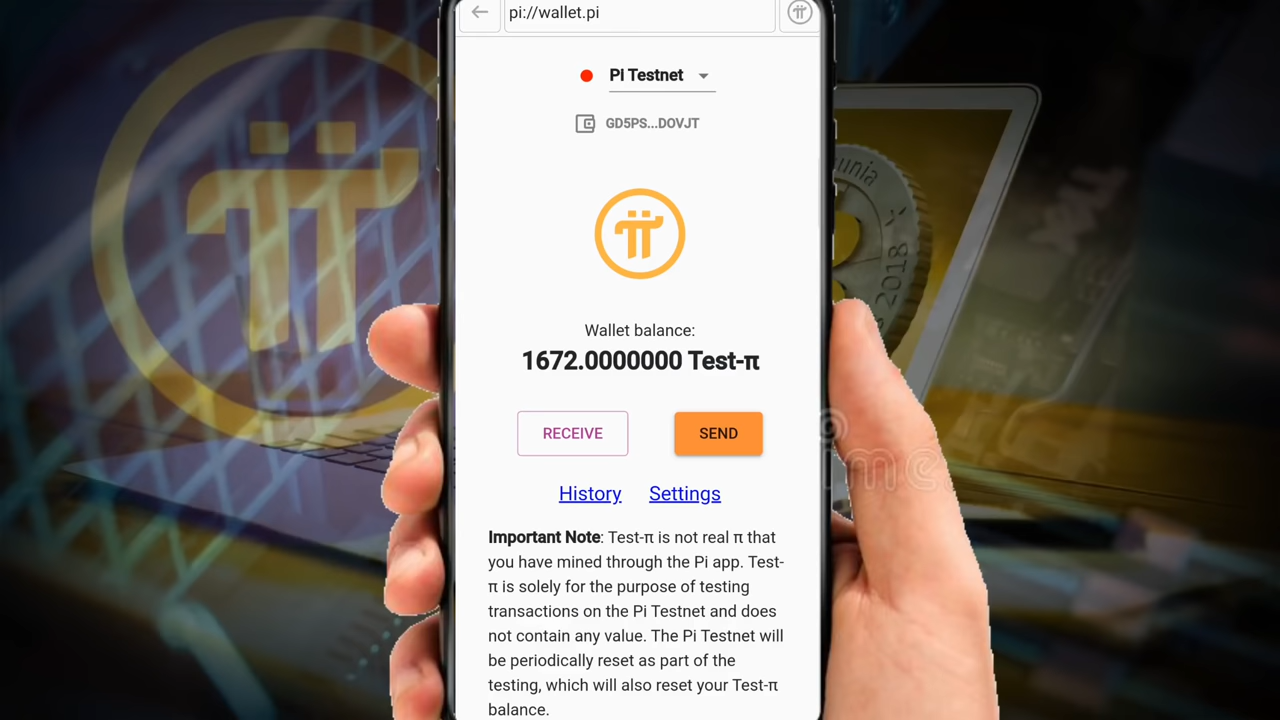 pi://wallet.pi
Pi Testnet
GD5PS...DOVJT
Wallet balance:
1672.0000000 Test-π
RECEIVE
SEND
History Settings
Important Note: Test-π is not real π that
you have mined through the Pi app. Test-
π is solely for the purpose of testing
transactions on the Pi Testnet and does
not contain any value. The Pi Testnet will
be periodically reset as part of the
testing, which will also reset your Test-π
balance.
2018